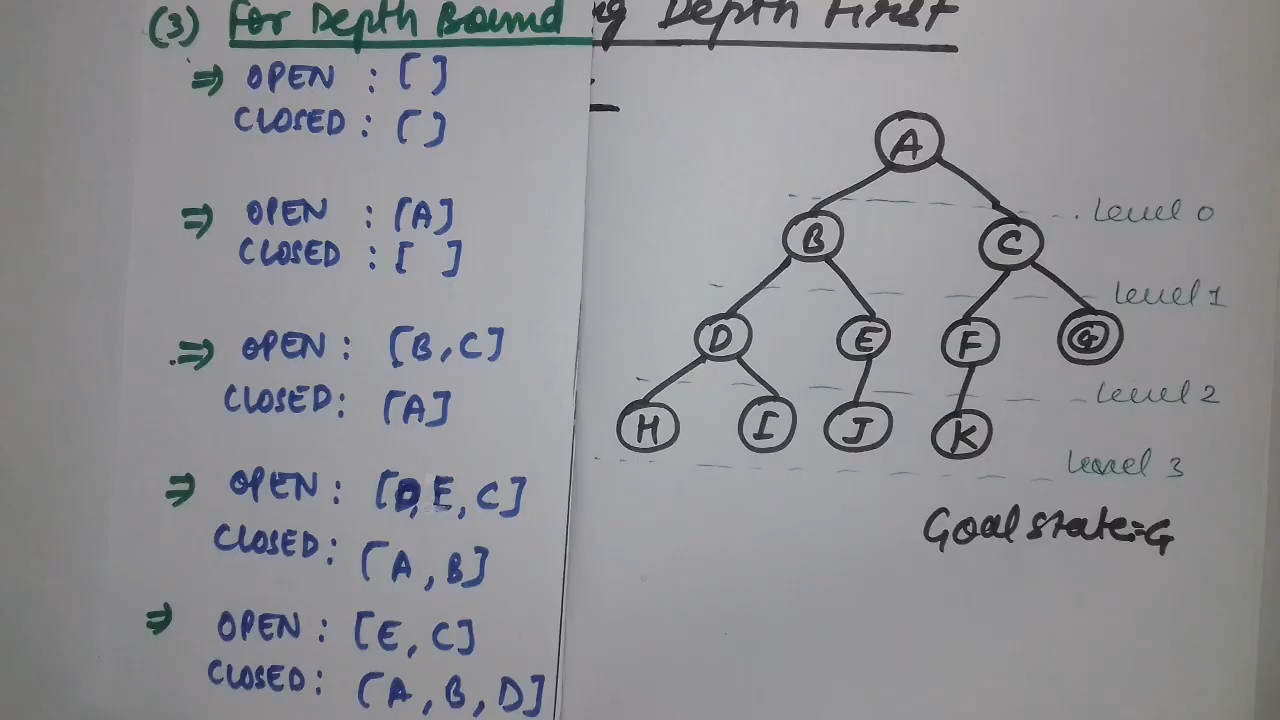 (3) For Depth Bound
OPEN : [ ]
CLOSED : [ ]
⇒ OPEN : [A]
CLOSED : [ ]
⇒ OPEN : [B, C]
CLOSED : [A]
⇒ OPEN : [D, E, C]
CLOSED : [A, B]
⇒ OPEN : [E, C]
CLOSED : [A, B, D]
ng Depth First
A
Level 0
B C
Level 1
D E F G
Level 2
H I J K
Level 3
Goal state = G